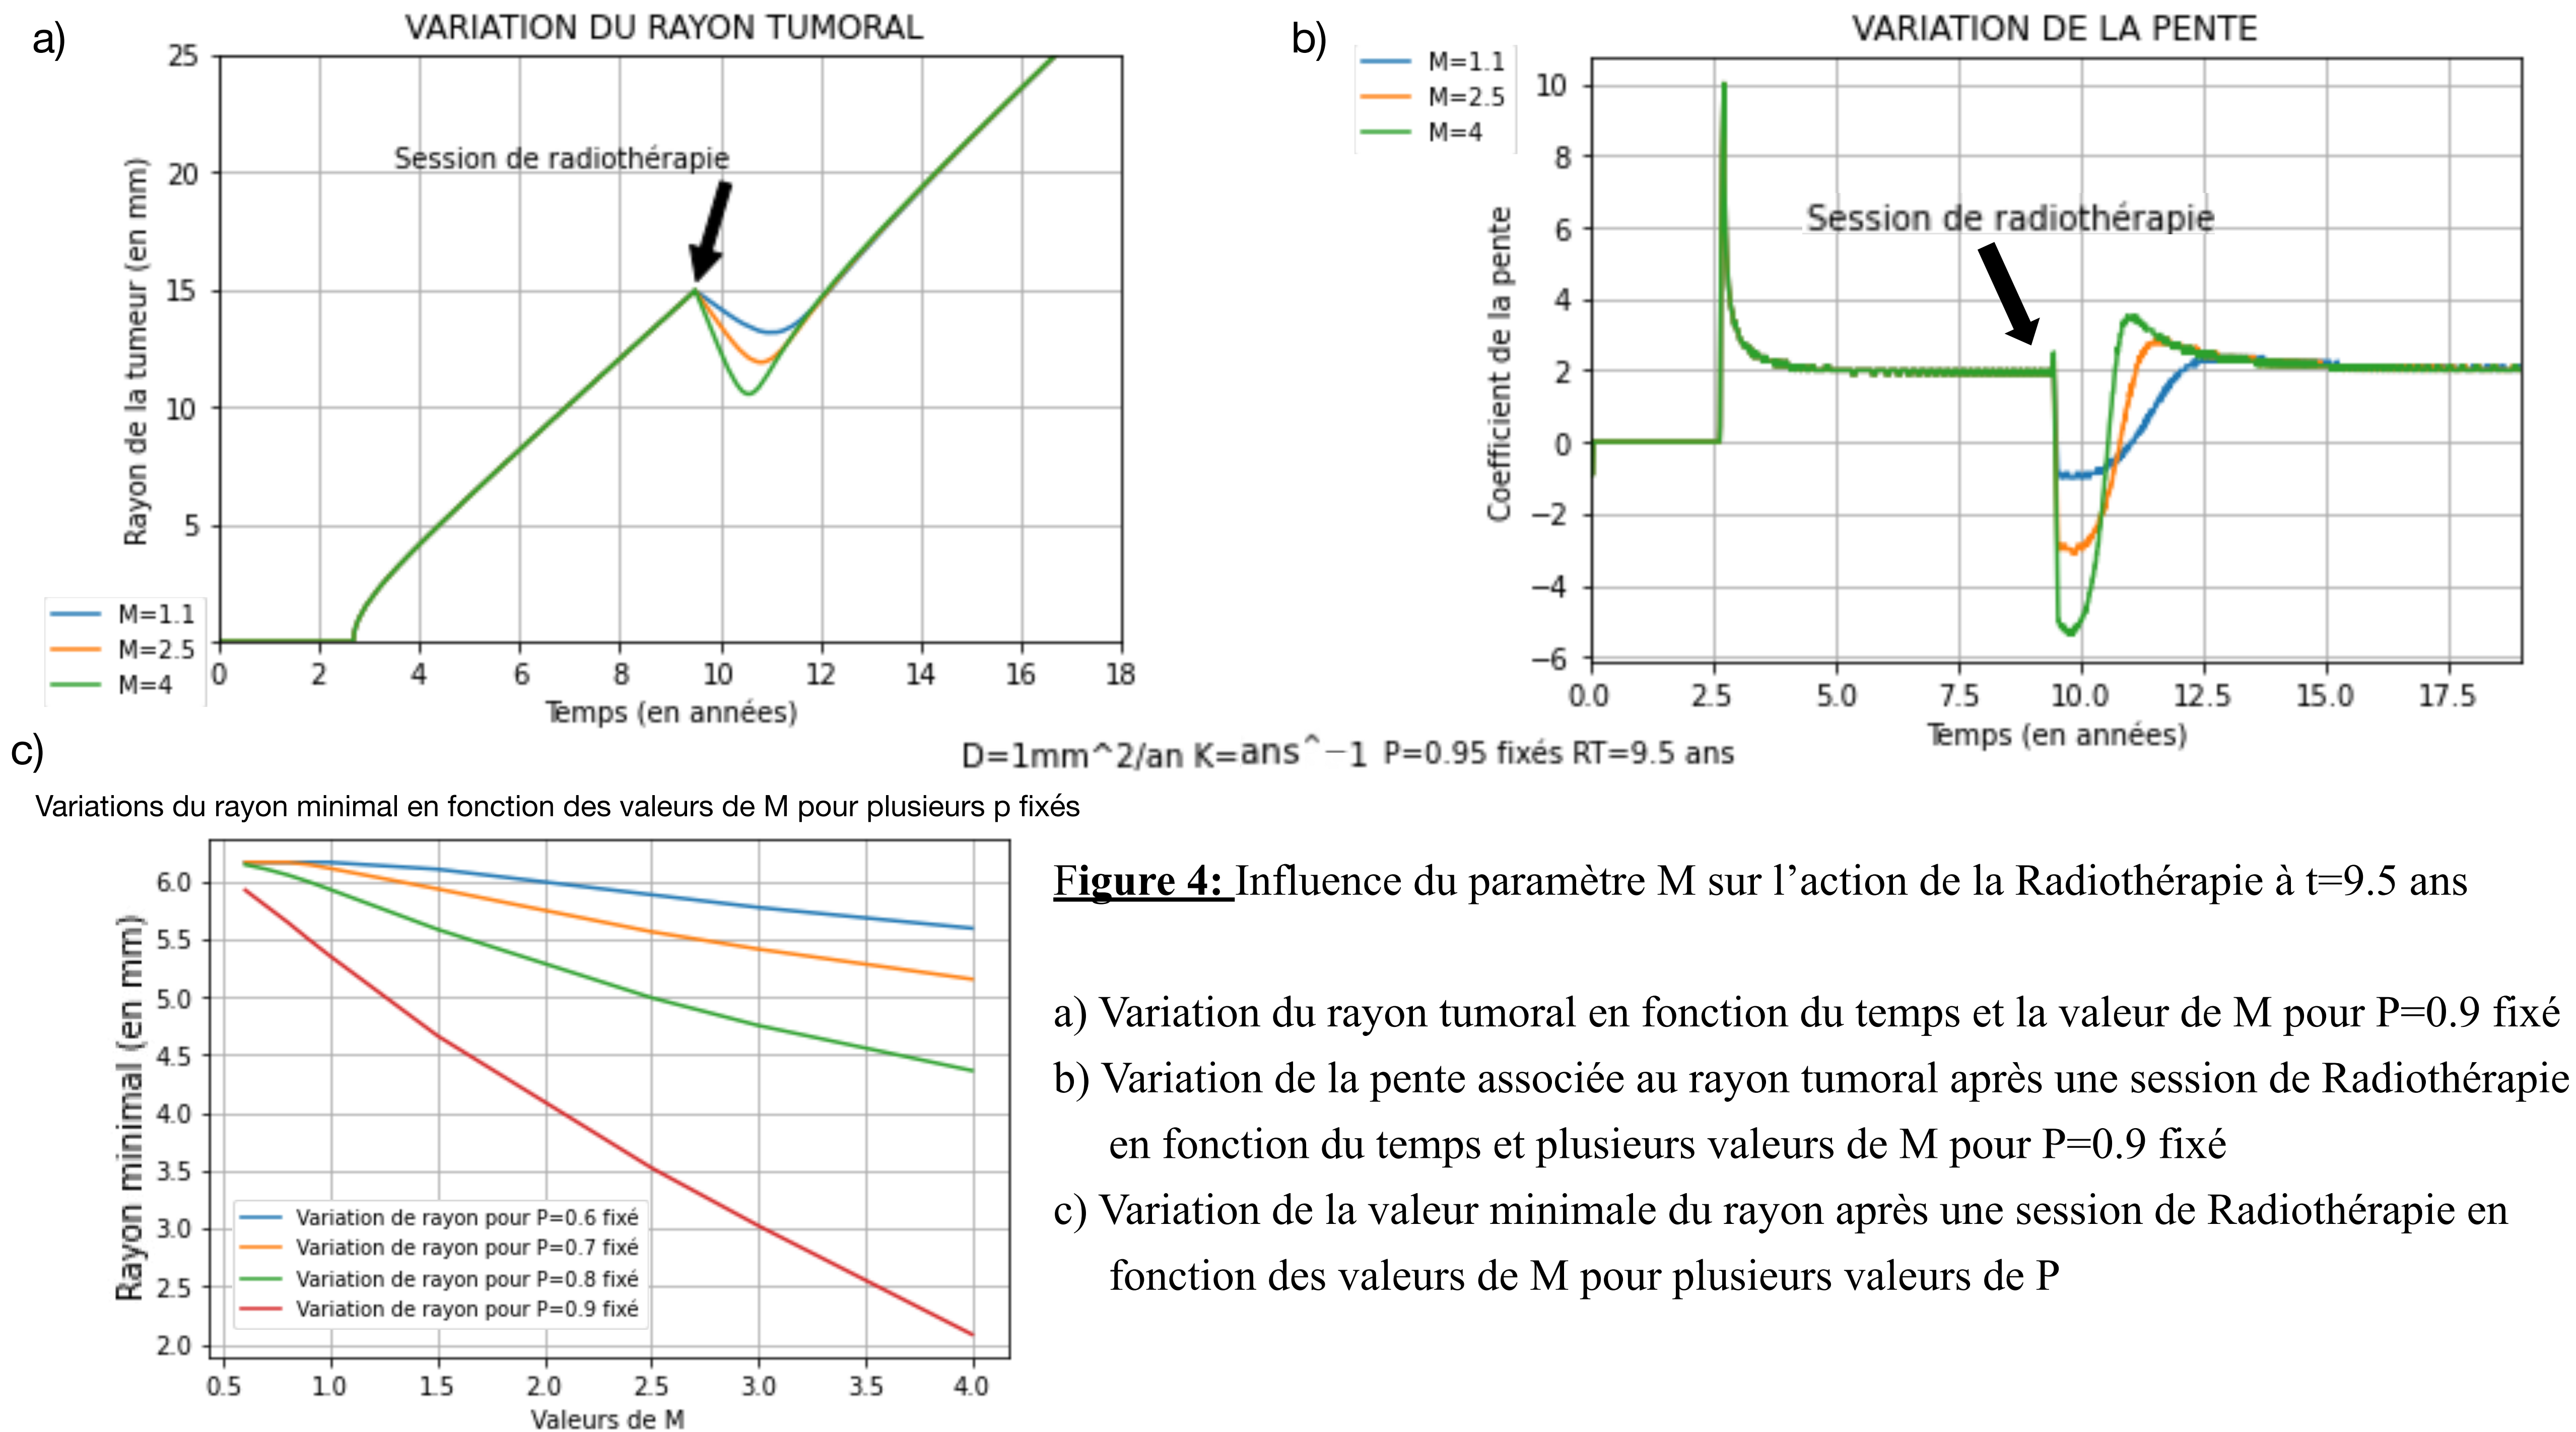 a)
VARIATION DU RAYON TUMORAL
25
20
15
10
5
Rayon de la tumeur (en mm)
Session de radiothérapie
M=1.1
M=2.5
M=4
0 2 4 6 8 10 12 14 16 18
Temps (en années)
b)
VARIATION DE LA PENTE
M=1.1
M=2.5
M=4
10
8
6
4
2
0
−2
−4
−6
Coefficient de la pente
Session de radiothérapie
0.0 2.5 5.0 7.5 10.0 12.5 15.0 17.5
Temps (en années)
D=1mm^2/an K=ans^−1 P=0.95 fixés RT=9.5 ans
c)
Variations du rayon minimal en fonction des valeurs de M pour plusieurs p fixés
6.0
5.5
5.0
4.5
4.0
3.5
3.0
2.5
2.0
Rayon minimal (en mm)
Variation de rayon pour P=0.6 fixé
Variation de rayon pour P=0.7 fixé
Variation de rayon pour P=0.8 fixé
Variation de rayon pour P=0.9 fixé
0.5 1.0 1.5 2.0 2.5 3.0 3.5 4.0
Valeurs de M
Figure 4: Influence du paramètre M sur l’action de la Radiothérapie à t=9.5 ans
a) Variation du rayon tumoral en fonction du temps et la valeur de M pour P=0.9 fixé
b) Variation de la pente associée au rayon tumoral après une session de Radiothérapie
en fonction du temps et plusieurs valeurs de M pour P=0.9 fixé
c) Variation de la valeur minimale du rayon après une session de Radiothérapie en
fonction des valeurs de M pour plusieurs valeurs de P